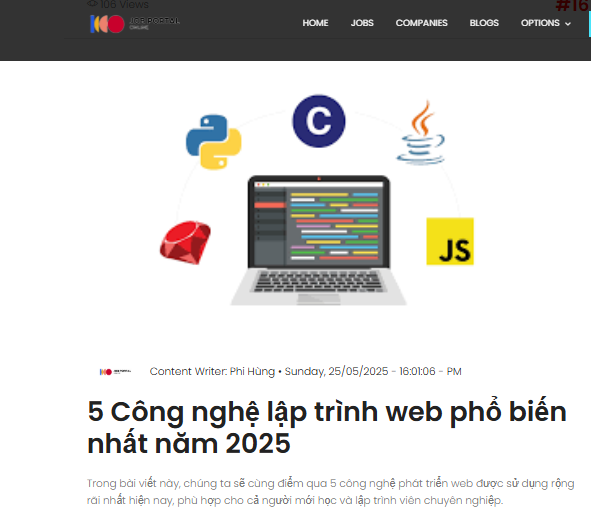 106 Views
#16
JOB PORTAL
ONLINE
HOME JOBS COMPANIES BLOGS OPTIONS
C
JS
JOB PORTAL
Content Writer: Phi Hùng • Sunday, 25/05/2025 - 16:01:06 - PM
5 Công nghệ lập trình web phổ biến
nhất năm 2025
Trong bài viết này, chúng ta sẽ cùng điểm qua 5 công nghệ phát triển web được sử dụng rộng
rãi nhất hiện nay, phù hợp cho cả người mới học và lập trình viên chuyên nghiệp.